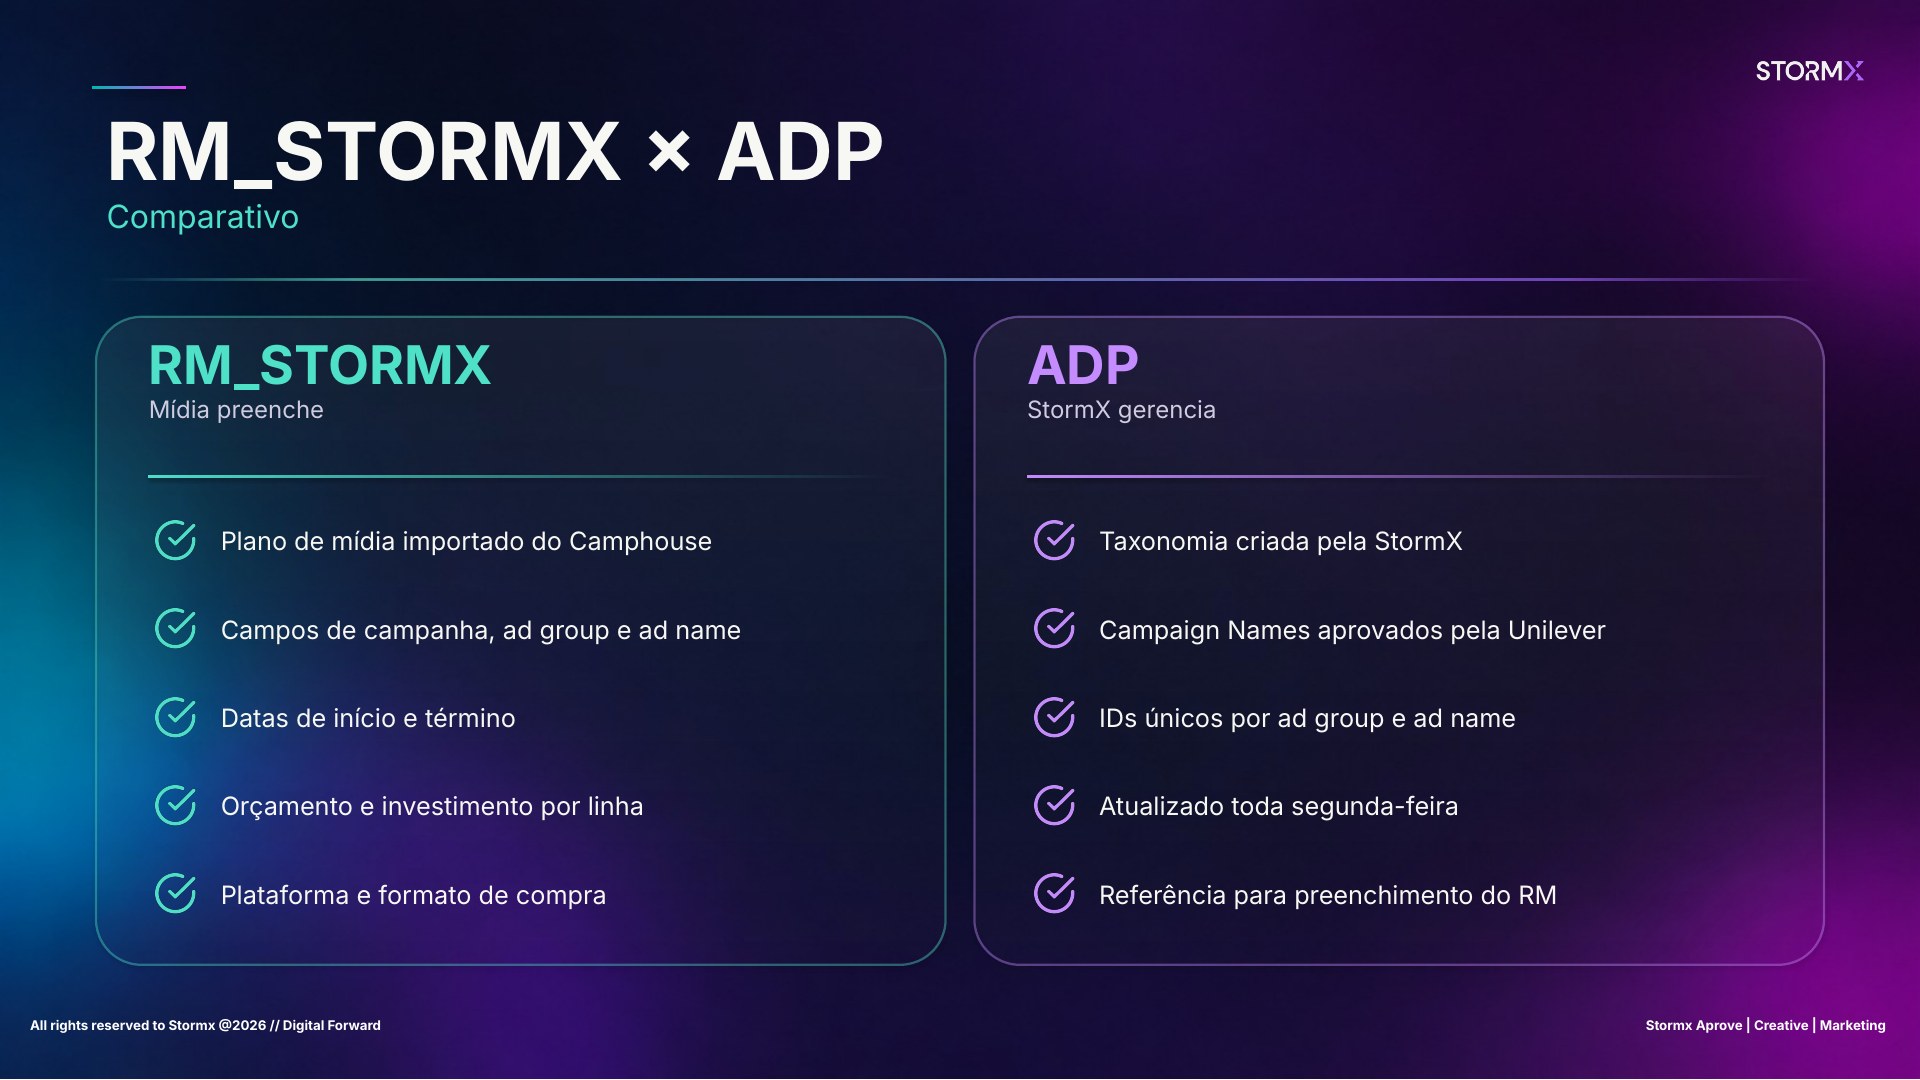 STORMX
RM_STORMX × ADP
Comparativo
RM_STORMX
Mídia preenche
Plano de mídia importado do Camphouse
Campos de campanha, ad group e ad name
Datas de início e término
Orçamento e investimento por linha
Plataforma e formato de compra
ADP
StormX gerencia
Taxonomia criada pela StormX
Campaign Names aprovados pela Unilever
IDs únicos por ad group e ad name
Atualizado toda segunda-feira
Referência para preenchimento do RM
All rights reserved to Stormx @2026 // Digital Forward
Stormx Aprove | Creative | Marketing